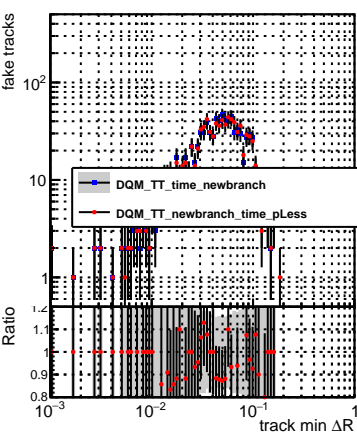 fake tracks
10²
10
1
DQM_TT_time_newbranch
DQM_TT_newbranch_time_pLess
Ratio
1.2
1.1
1
0.9
0.8
10⁻³
10⁻²
10⁻¹
1
track min ΔR